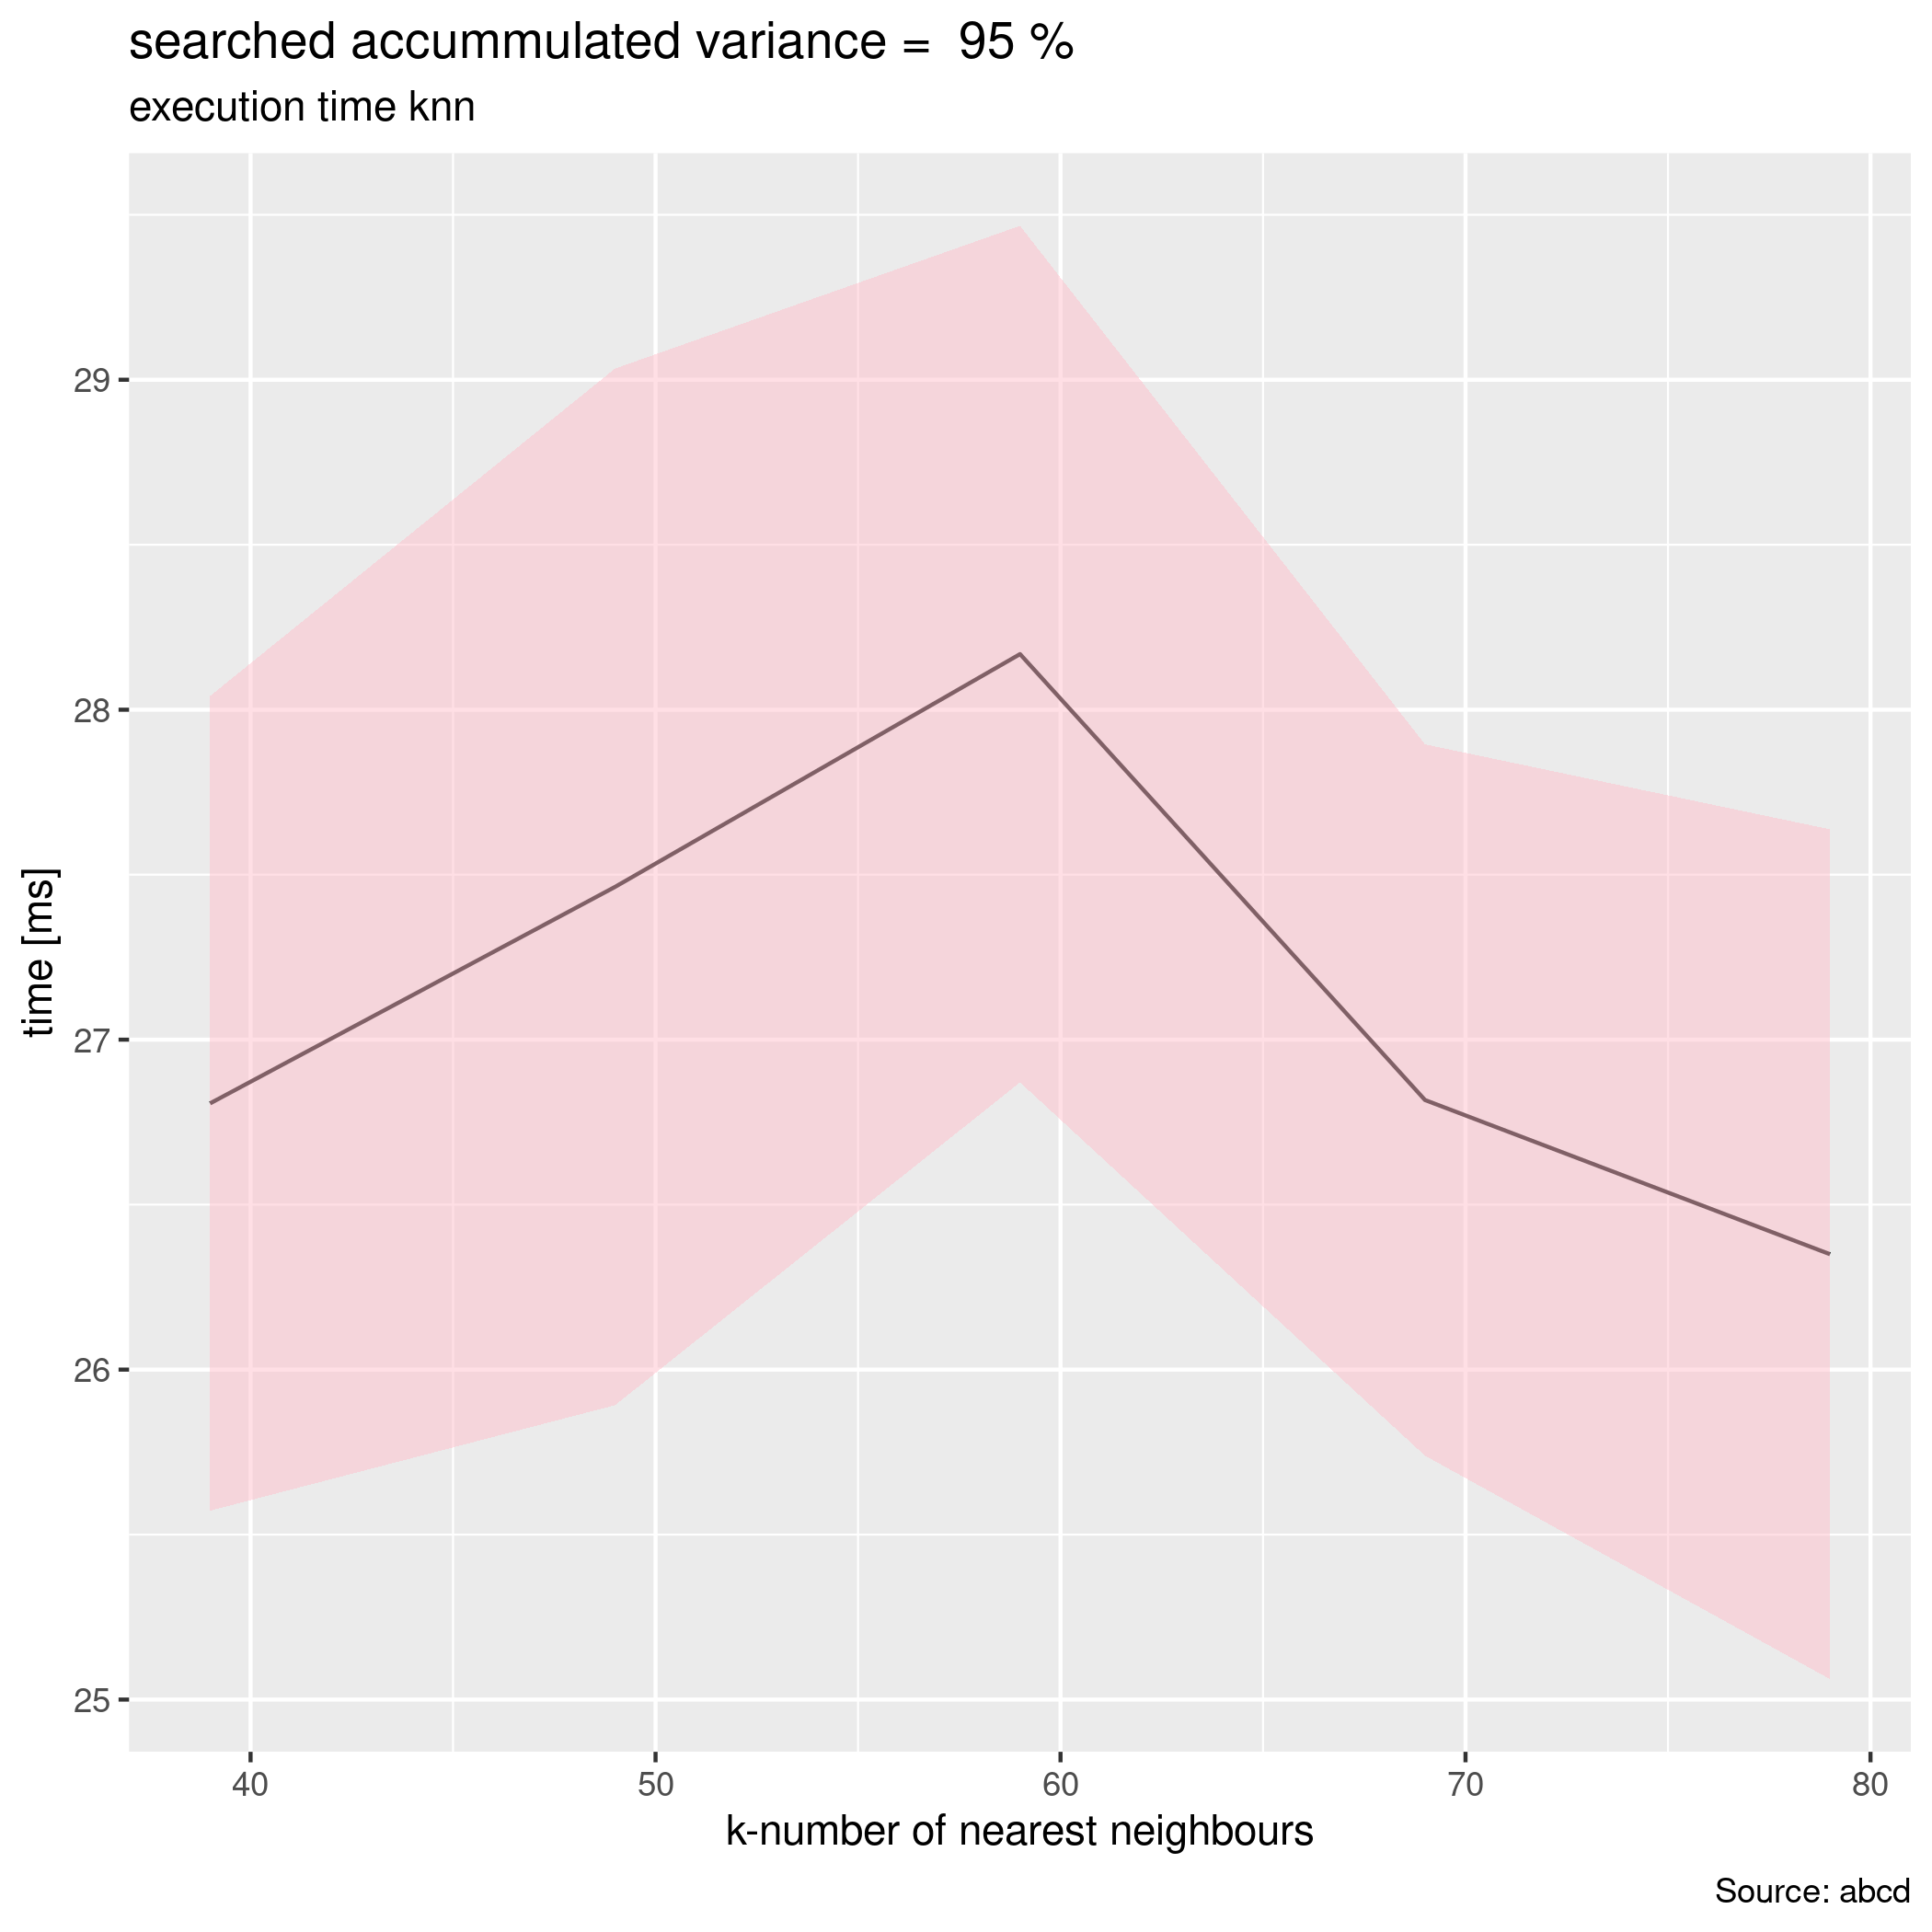 searched accummulated variance =  95 %
execution time knn
29
28
27
26
25
time [ms]
40 50 60 70 80
k-number of nearest neighbours
Source: abcd